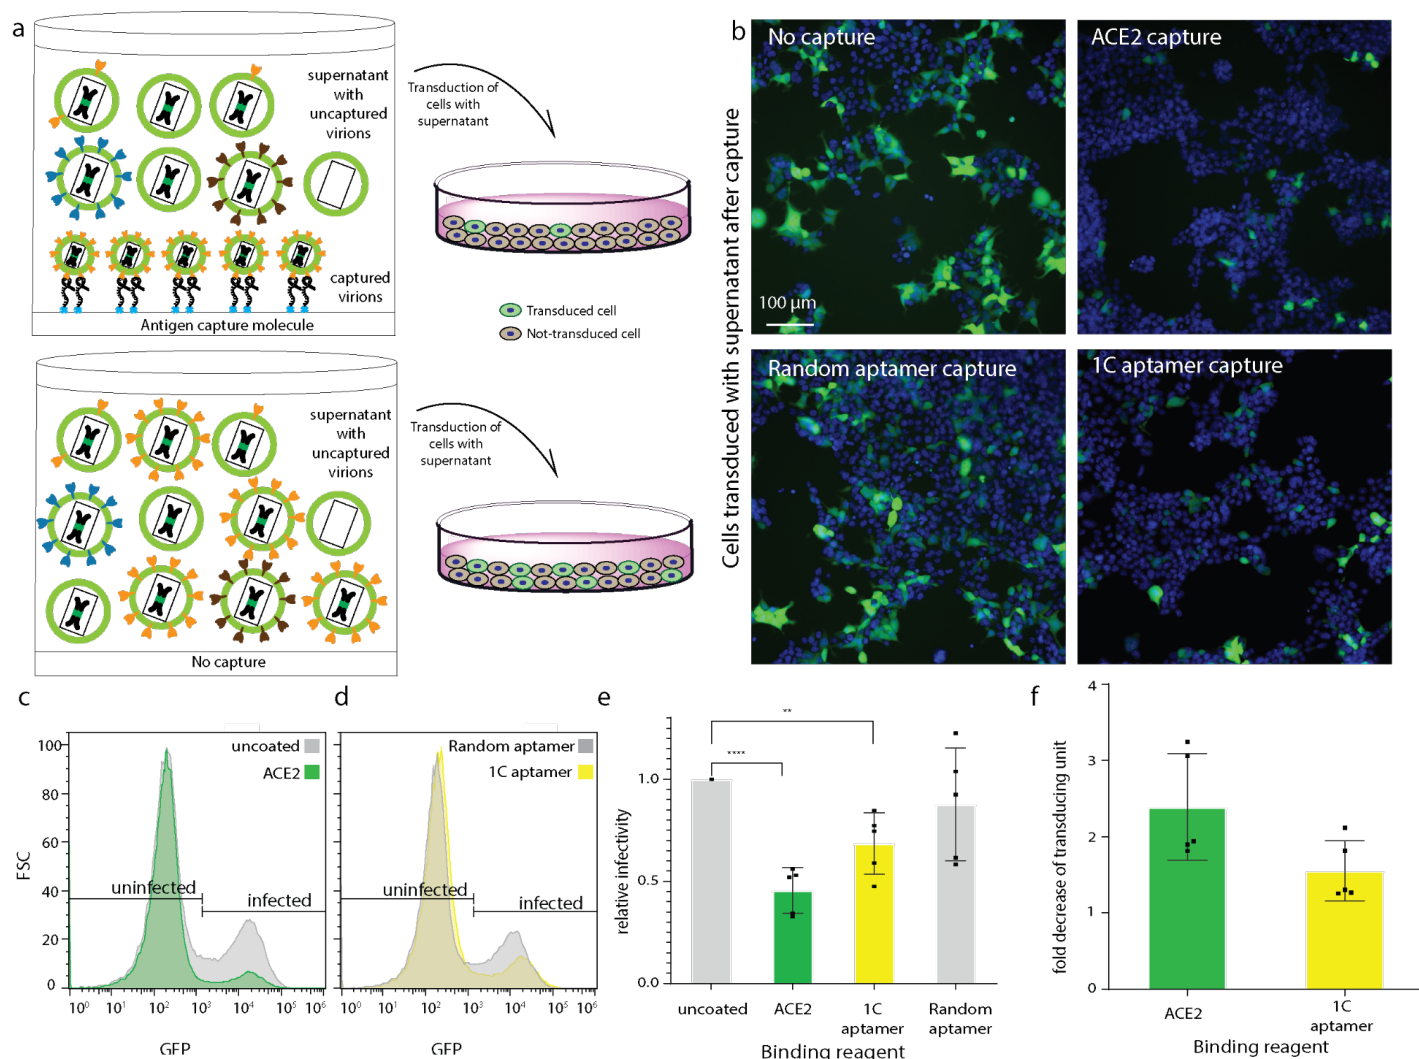 a
supernatant
with
uncaptured
virions
captured
virions
Antigen capture molecule
Transduction of
cells with
supernatant
Transduced cell
Not-transduced cell
supernatant
with
uncaptured
virions
No capture
Transduction of
cells with
supernatant
b
Cells transduced with supernatant after capture
No capture
100 µm
ACE2 capture
Random aptamer capture
1C aptamer capture
c
FSC
100
80
60
40
20
0
uncoated
ACE2
uninfected
infected
10⁰
10¹
10²
10³
10⁴
10⁵
10⁶
GFP
d
Random aptamer
1C aptamer
uninfected
infected
10⁰
10¹
10²
10³
10⁴
10⁵
10⁶
GFP
e
relative infectivity
1.0
0.5
0.0
****
**
uncoated
ACE2
1C
aptamer
Random
aptamer
Binding reagent
f
fold decrease of transducing unit
4
3
2
1
0
ACE2
1C
aptamer
Binding reagent